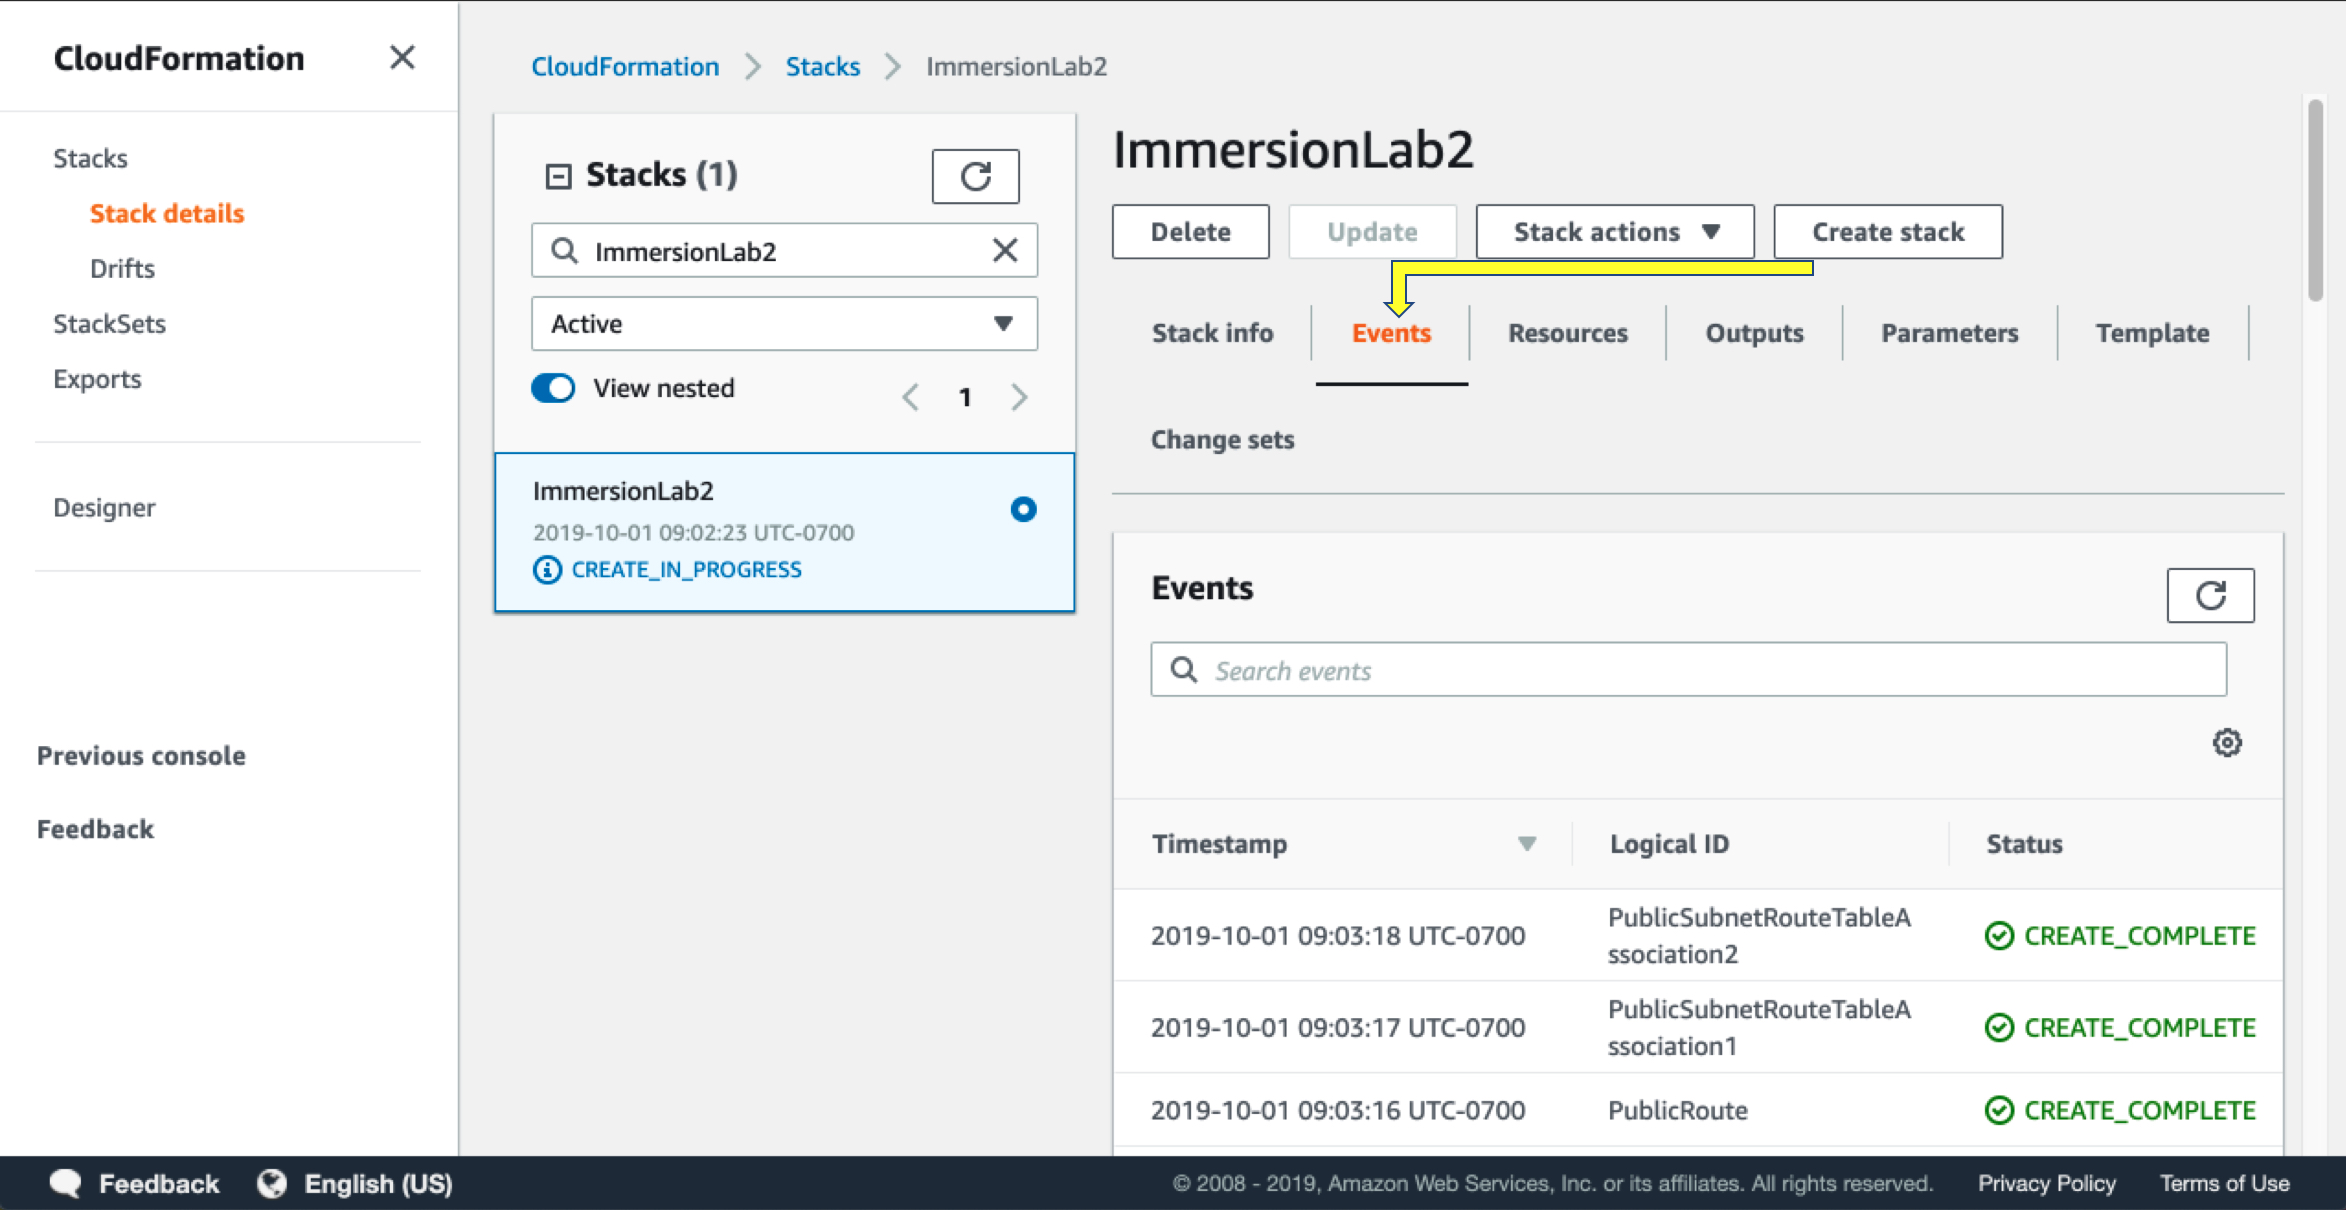 CloudFormation
Stacks
Stack details
Drifts
StackSets
Exports
Designer
Previous console
Feedback
CloudFormation Stacks ImmersionLab2
Stacks (1)
ImmersionLab2
Active
View nested 1
ImmersionLab2
2019-10-01 09:02:23 UTC-0700
CREATE_IN_PROGRESS
ImmersionLab2
Delete Update Stack actions Create stack
Stack info Events Resources Outputs Parameters Template
Change sets
Events
Search events
Timestamp Logical ID Status
2019-10-01 09:03:18 UTC-0700 PublicSubnetRouteTableA CREATE_COMPLETE
ssociation2
2019-10-01 09:03:17 UTC-0700 PublicSubnetRouteTableA CREATE_COMPLETE
ssociation1
2019-10-01 09:03:16 UTC-0700 PublicRoute CREATE_COMPLETE
Feedback English (US) © 2008 - 2019, Amazon Web Services, Inc. or its affiliates. All rights reserved. Privacy Policy Terms of Use